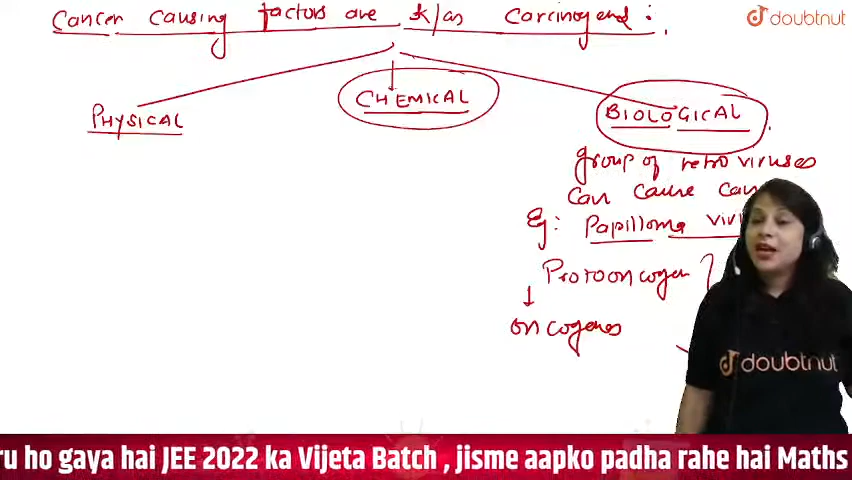 Cancer causing factors are k/as Carcinogens :.
doubtnut
PHYSICAL
CHEMICAL
BIOLOGICAL
group of retroviruses
can cause
Eg: Papilloma
Protooncogen
↓
oncogenes
doubtnut
ru ho gaya hai JEE 2022 ka Vijeta Batch , jisme aapko padha rahe hai Maths